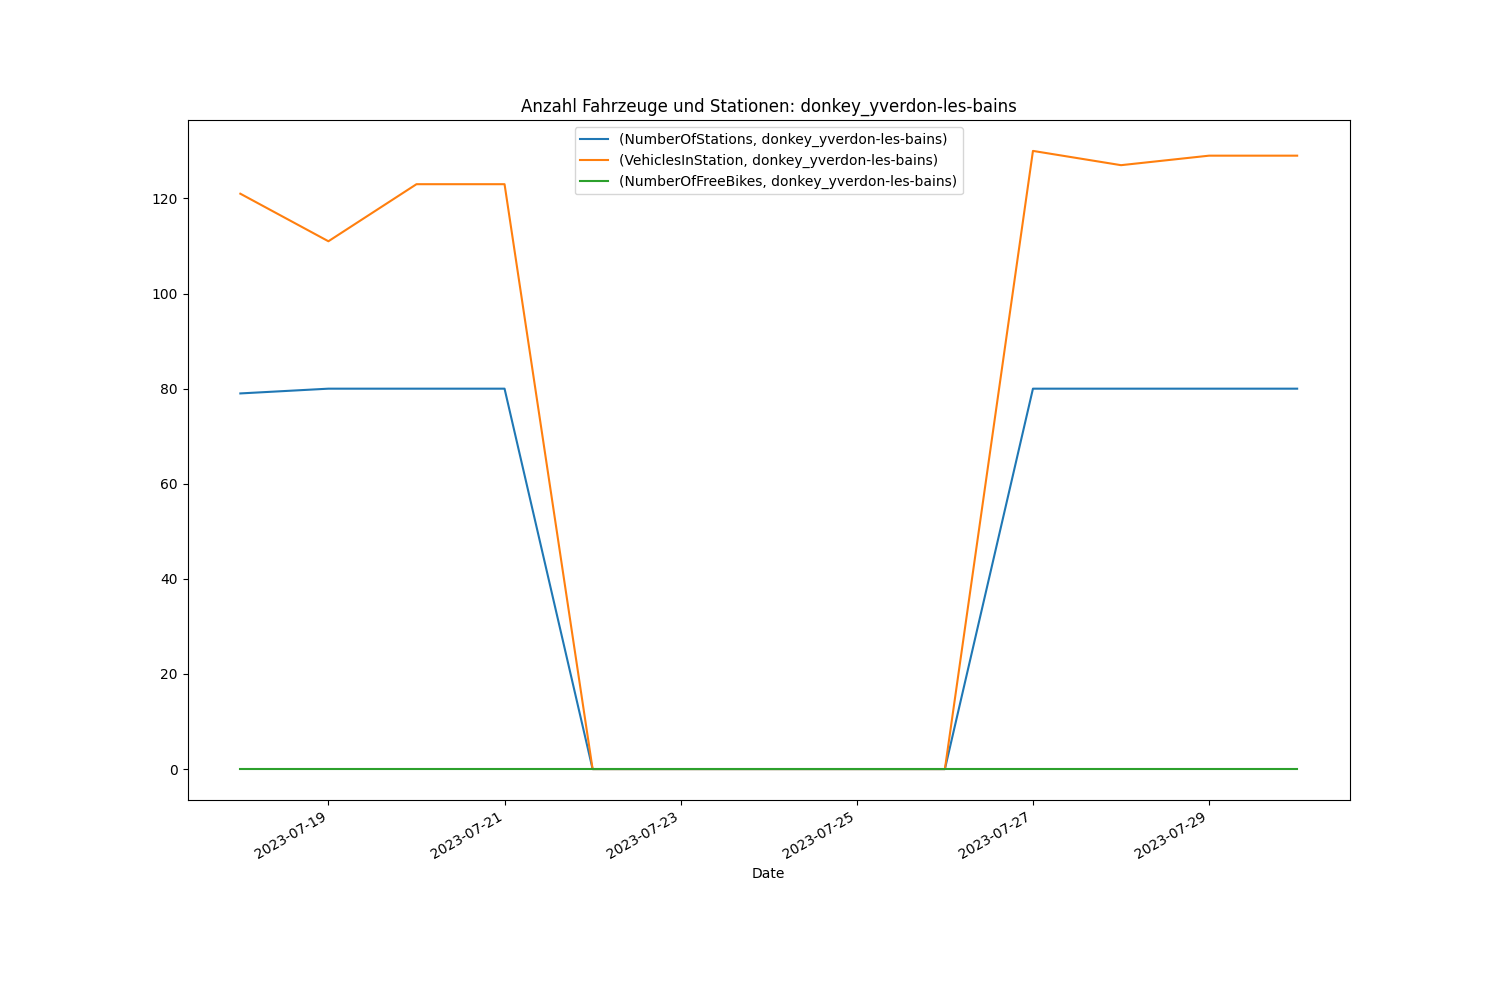 Anzahl Fahrzeuge und Stationen: donkey_yverdon-les-bains
(NumberOfStations, donkey_yverdon-les-bains)
(VehiclesInStation, donkey_yverdon-les-bains)
(NumberOfFreeBikes, donkey_yverdon-les-bains)
120
100
80
60
40
20
0
2023-07-19
2023-07-21
2023-07-23
2023-07-25
2023-07-27
2023-07-29
Date